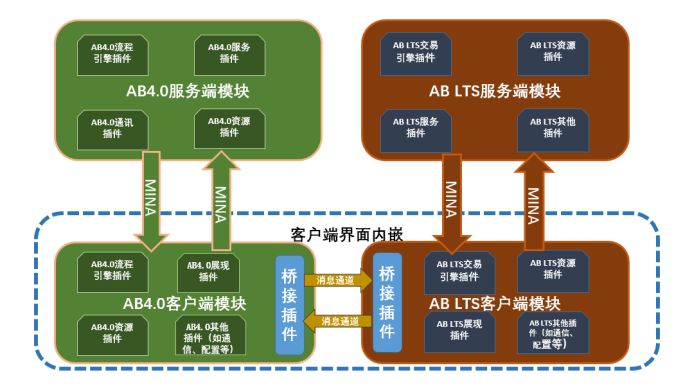 AB4.0流程
引擎插件
AB4.0服务
插件
AB4.0服务端模块
AB4.0通讯
插件
AB4.0资源
插件
AB LTS交易
引擎插件
AB LTS资源
插件
AB LTS服务端模块
AB LTS服务
插件
AB LTS其他
插件
MINA
MINA
MINA
MINA
客户端界面内嵌
AB4.0流程
引擎插件
AB4. 0展现
插件
AB4.0客户端模块
AB4.0资源
插件
AB4. 0其他
插件（如通
信、配置等）
桥接插件
消息通道
消息通道
桥接插件
AB LTS交易
引擎插件
AB LTS资源
插件
AB LTS客户端模块
AB LTS展现
插件
AB LTS其他插
件（如通信、
配置等）